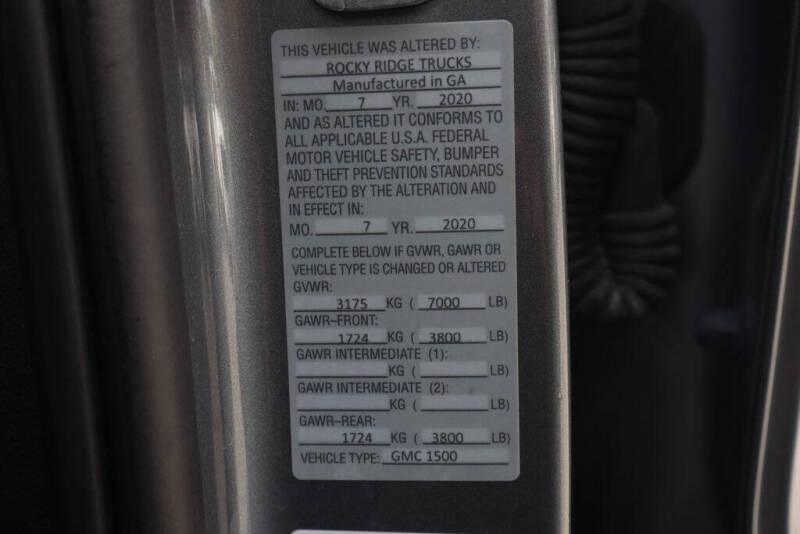 THIS VEHICLE WAS ALTERED BY:
ROCKY RIDGE TRUCKS
Manufactured in GA
IN: MO. 7 YR. 2020
AND AS ALTERED IT CONFORMS TO
ALL APPLICABLE U.S.A. FEDERAL
MOTOR VEHICLE SAFETY, BUMPER
AND THEFT PREVENTION STANDARDS
AFFECTED BY THE ALTERATION AND
IN EFFECT IN:
MO. 7 YR. 2020
COMPLETE BELOW IF GVWR, GAWR OR
VEHICLE TYPE IS CHANGED OR ALTERED
GVWR:
3175 KG ( 7000 LB)
GAWR–FRONT:
1724 KG ( 3800 LB)
GAWR INTERMEDIATE (1):
KG ( LB)
GAWR INTERMEDIATE (2):
KG ( LB)
GAWR–REAR:
1724 KG ( 3800 LB)
VEHICLE TYPE: GMC 1500